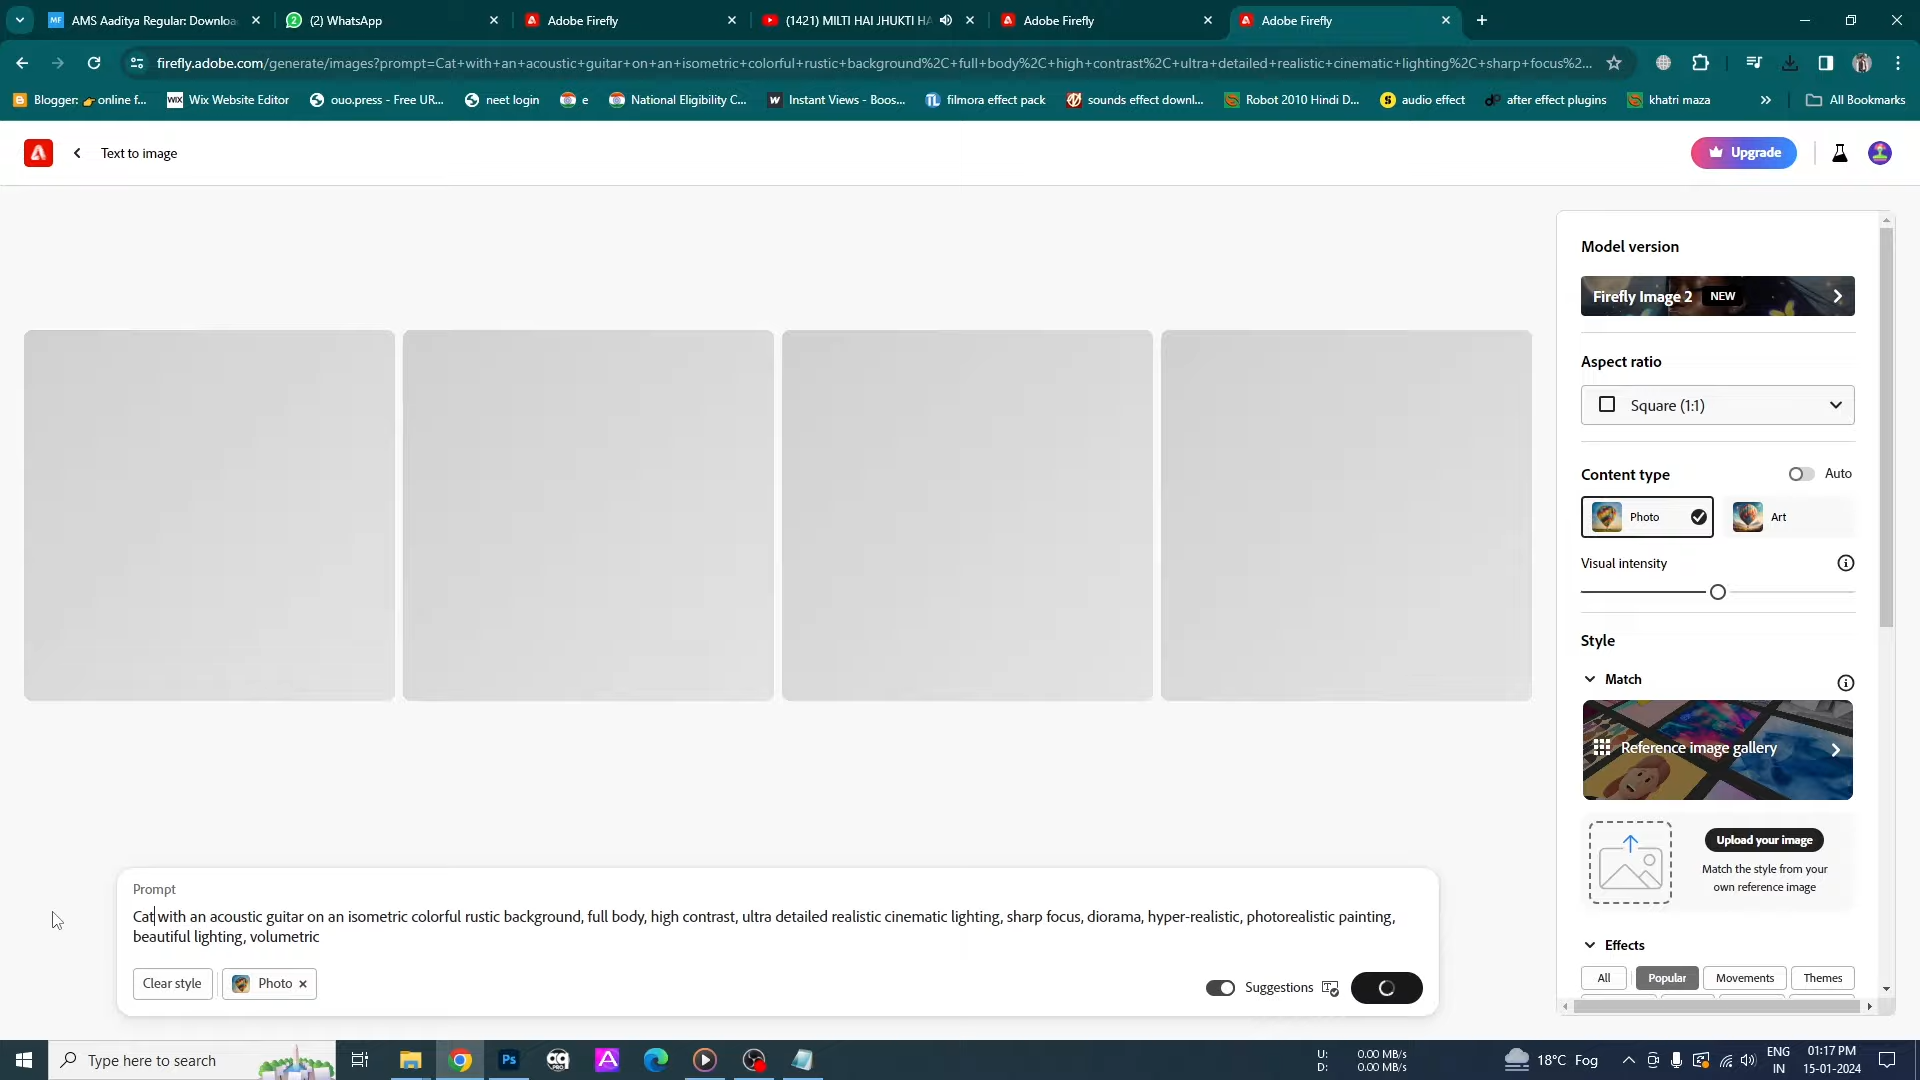 AMS Aaditya Regular: Downloa
(2) WhatsApp
Adobe Firefly
(1421) MILTI HAI JHUKTI HA
Adobe Firefly
Adobe Firefly
firefly.adobe.com/generate/images?prompt=Cat+with+an+acoustic+guitar+on+an+isometric+colorful+rustic+background%2C+full+body%2C+high+contrast%2C+ultra+detailed+realistic+cinematic+lighting%2C+sharp+focus%2...
Blogger: 👉online f...
WIX Wix Website Editor
ouo.press - Free UR...
neet login
e
National Eligibility C...
W Instant Views - Boos...
filmora effect pack
sounds effect downl...
Robot 2010 Hindi D...
audio effect
after effect plugins
khatri maza
All Bookmarks
Text to image
Upgrade
Model version
Firefly Image 2 NEW
Aspect ratio
Square (1:1)
Content type
Auto
Photo
Art
Visual intensity
Style
Match
Reference image gallery
Upload your image
Match the style from your
own reference image
Effects
All
Popular
Movements
Themes
Prompt
Cat with an acoustic guitar on an isometric colorful rustic background, full body, high contrast, ultra detailed realistic cinematic lighting, sharp focus, diorama, hyper-realistic, photorealistic painting,
beautiful lighting, volumetric
Clear style
Photo
Suggestions
Type here to search
Ps
U: 0.00 MB/s
D: 0.00 MB/s
18°C Fog
ENG
IN
01:17 PM
15-01-2024